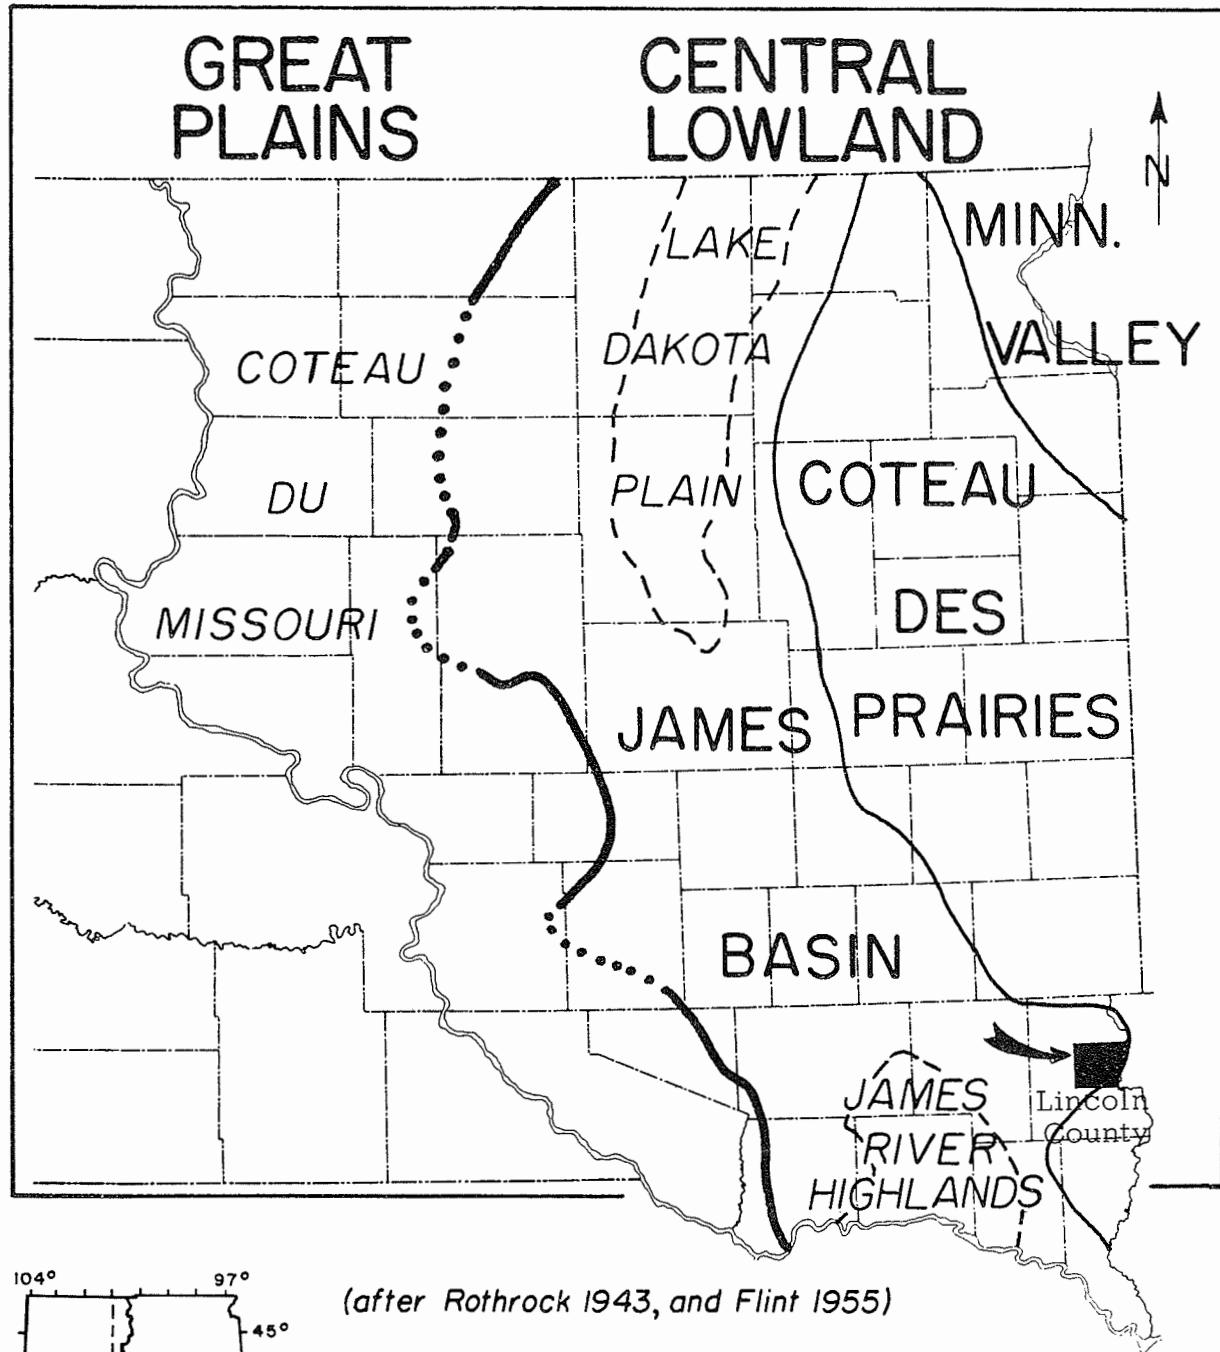 GREAT
PLAINS
CENTRAL
LOWLAND
N
MINN.
VALLEY
LAKE
DAKOTA
PLAIN
COTEAU
DU
MISSOURI
COTEAU
DES
PRAIRIES
JAMES
BASIN
JAMES
RIVER
HIGHLANDS
Lincoln
County
104°
97°
45°
(after Rothrock 1943, and Flint 1955)